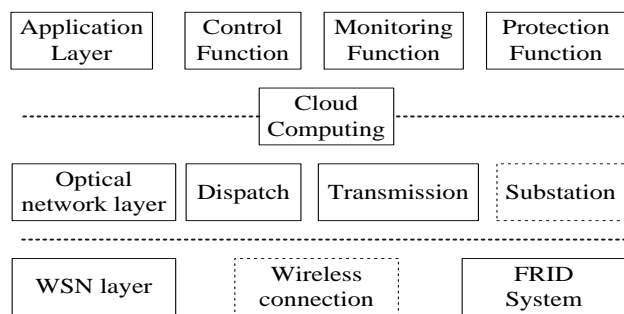 Application Layer
Control Function
Monitoring Function
Protection Function
Cloud Computing
Optical network layer
Dispatch
Transmission
Substation
WSN layer
Wireless connection
FRID System